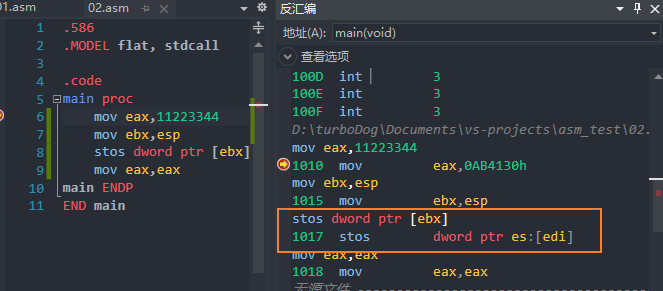 01.asm
02.asm
1 .586
2 .MODEL flat, stdcall
3
4 .code
5 main proc
6 mov eax,11223344
7 mov ebx,esp
8 stos dword ptr [ebx]
9 mov eax,eax
10 main ENDP
11 END main
反汇编
地址(A): main(void)
查看选项
100D int 3
100E int 3
100F int 3
D:\turboDog\Documents\vs-projects\asm_test\02.
mov eax,11223344
1010 mov eax,0AB4130h
mov ebx,esp
1015 mov ebx,esp
stos dword ptr [ebx]
1017 stos dword ptr es:[edi]
mov eax,eax
1018 mov eax,eax
无源文件